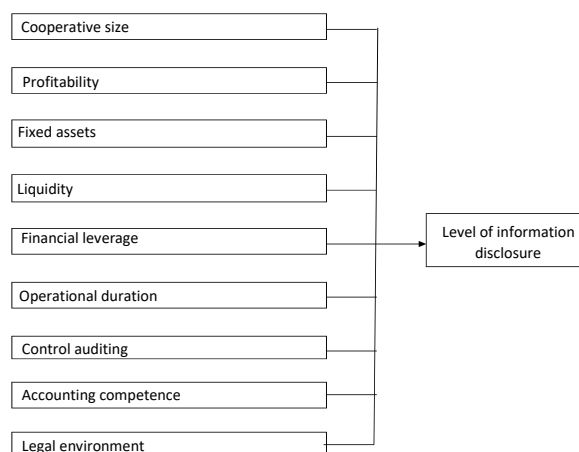 Cooperative size
Profitability
Fixed assets
Liquidity
Financial leverage
Level of information
disclosure
Operational duration
Control auditing
Accounting competence
Legal environment